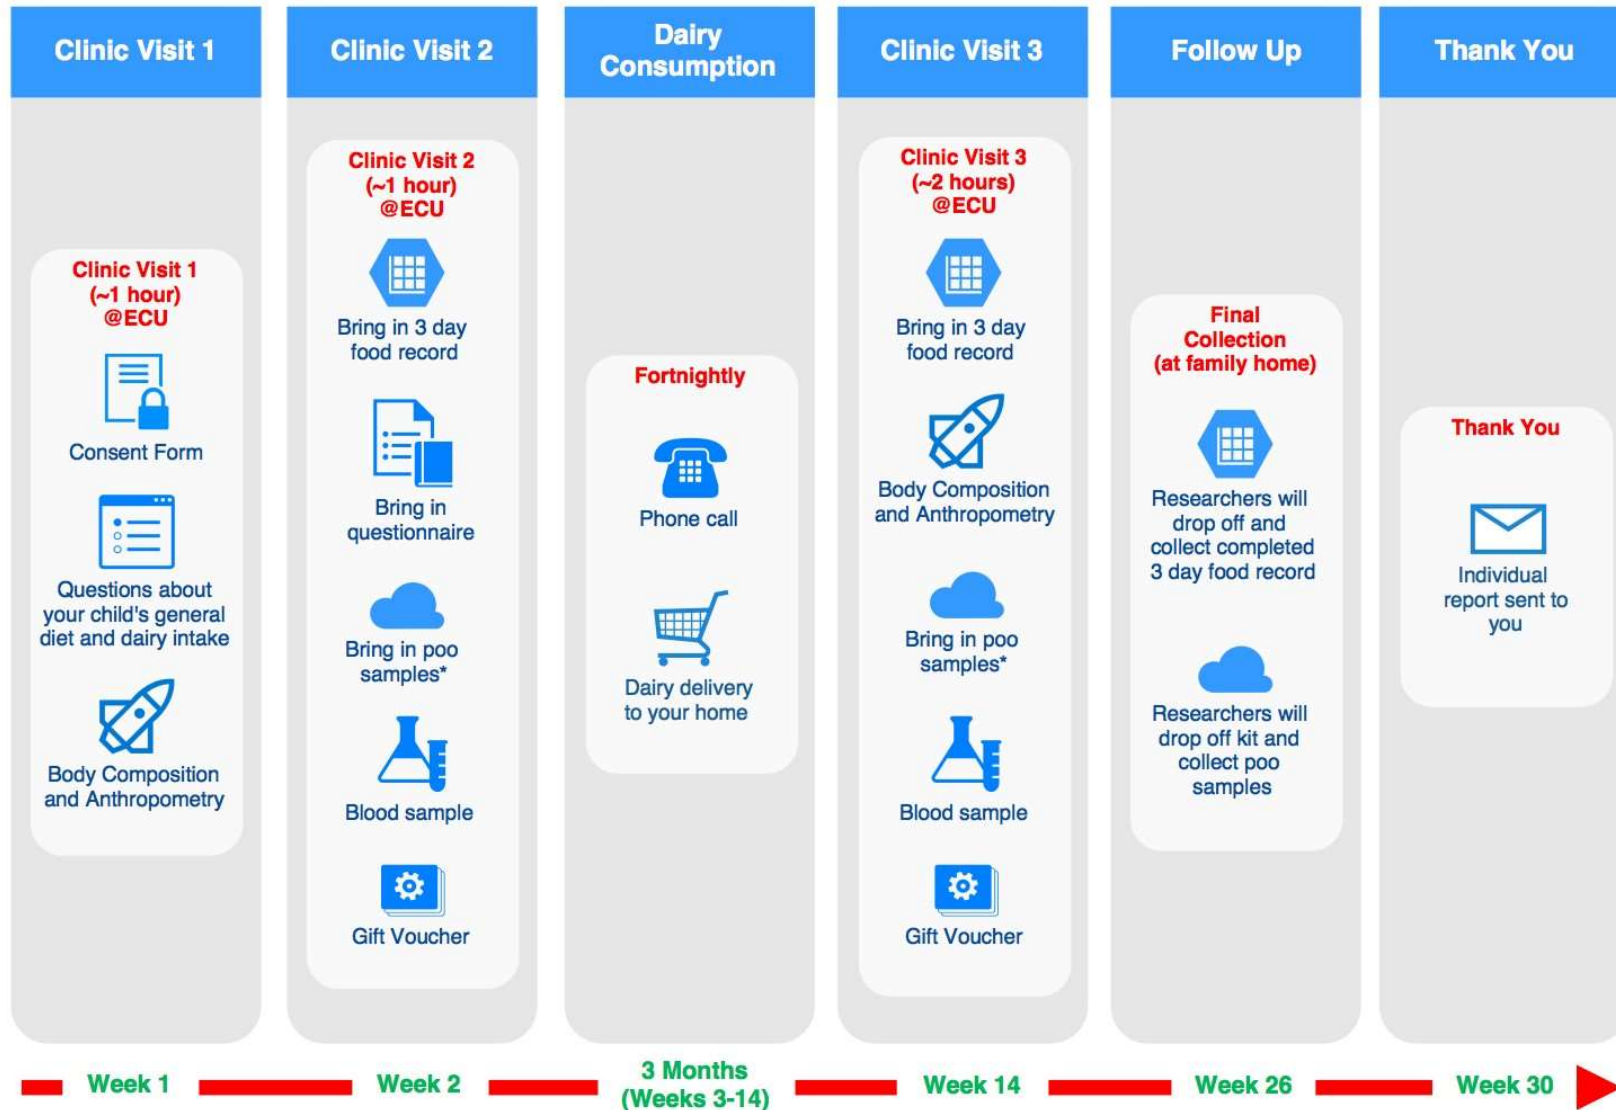 Clinic Visit 1
Clinic Visit 1
(~1 hour)
@ECU
Consent Form
Questions about
your child's general
diet and dairy intake
Body Composition
and Anthropometry
Week 1
Clinic Visit 2
Clinic Visit 2
(~1 hour)
@ECU
Bring in 3 day
food record
Bring in
questionnaire
Bring in poo
samples*
Blood sample
Gift Voucher
Week 2
Dairy
Consumption
Fortnightly
Phone call
Dairy delivery
to your home
3 Months
(Weeks 3-14)
Clinic Visit 3
Clinic Visit 3
(~2 hours)
@ECU
Bring in 3 day
food record
Body Composition
and Anthropometry
Bring in poo
samples*
Blood sample
Gift Voucher
Week 14
Follow Up
Final
Collection
(at family home)
Researchers will
drop off and
collect completed
3 day food record
Researchers will
drop off kit and
collect poo
samples
Week 26
Thank You
Thank You
Individual
report sent to
you
Week 30